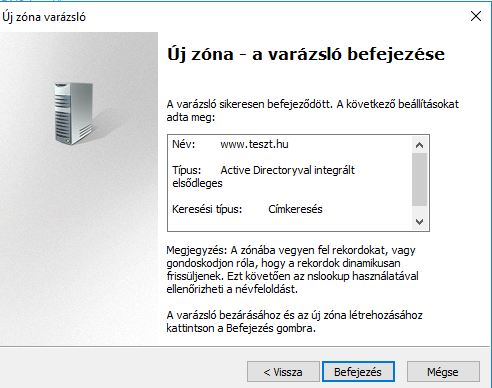 Új zóna varázsló
Új zóna - a varázsló befejezése
A varázsló sikeresen befejeződött. A következő beállításokat
adta meg:
Név: www.teszt.hu
Típus: Active Directoryval integrált
elsődleges
Keresési típus: Címkeresés
Megjegyzés: A zónába vegyen fel rekordokat, vagy
gondoskodjon róla, hogy a rekordok dinamikusan
frissüljenek. Ezt követően az nslookup használatával
ellenőrizheti a névfeloldást.
A varázsló bezárásához és az új zóna létrehozásához
kattintson a Befejezés gombra.
< Vissza Befejezés Mégse